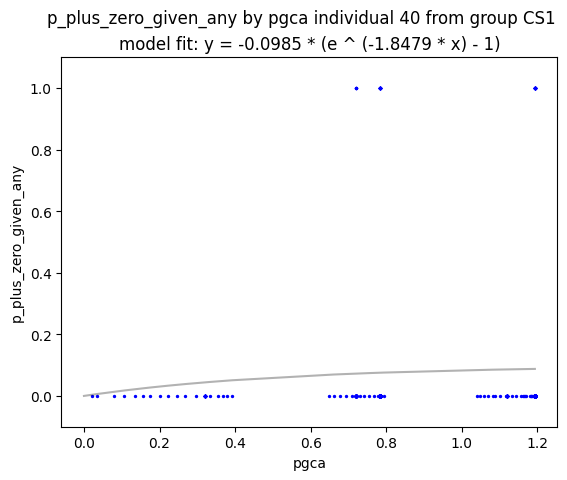 p_plus_zero_given_any by pgca individual 40 from group CS1
model fit: y = -0.0985 * (e ^ (-1.8479 * x) - 1)
1.0
0.8
0.6
0.4
0.2
0.0
p_plus_zero_given_any
0.0 0.2 0.4 0.6 0.8 1.0 1.2
pgca